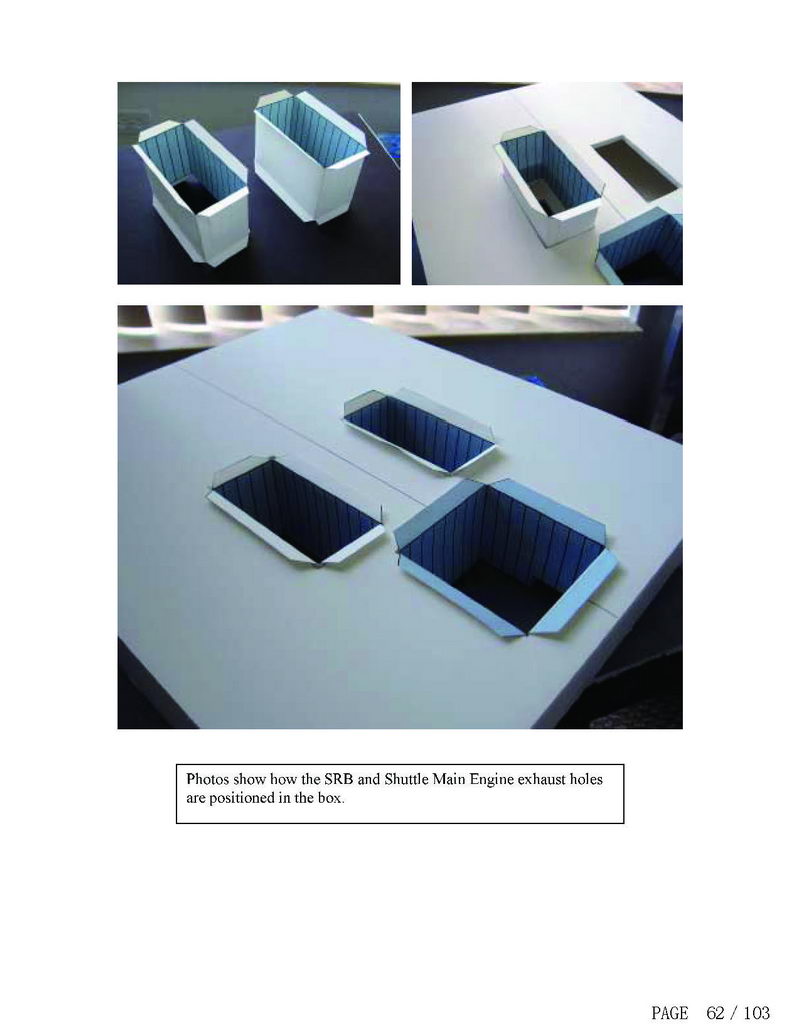 Photos show how the SRB and Shuttle Main Engine exhaust holes
are positioned in the box.
PAGE 62 / 103